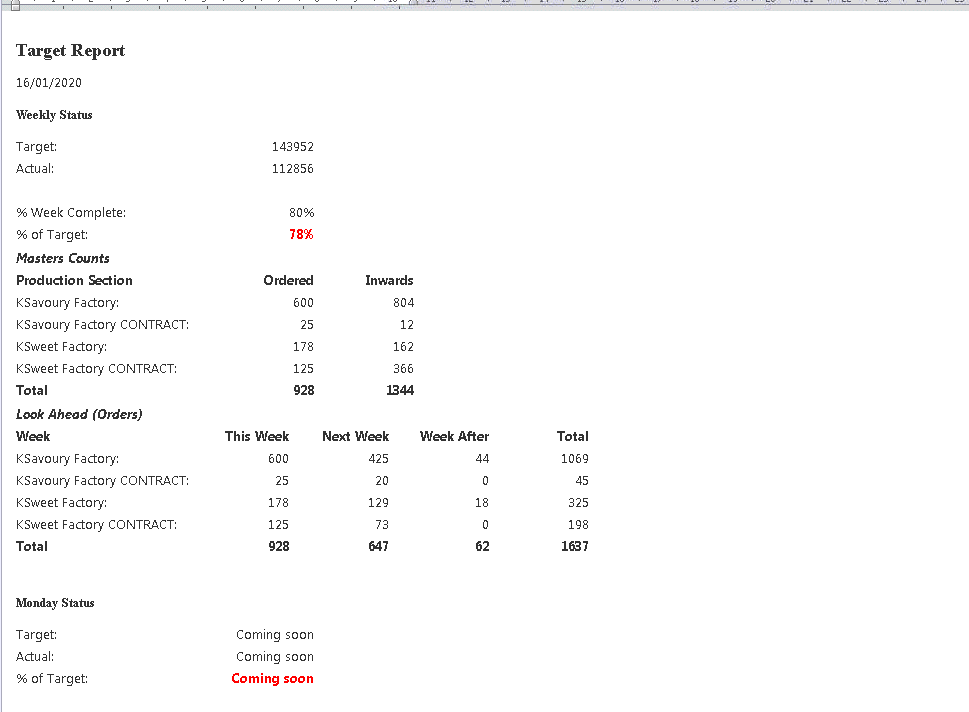 Target Report
16/01/2020
Weekly Status
Target: 143952
Actual: 112856
% Week Complete: 80%
% of Target: 78%
Masters Counts
Production Section Ordered Inwards
KSavoury Factory: 600 804
KSavoury Factory CONTRACT: 25 12
KSweet Factory: 178 162
KSweet Factory CONTRACT: 125 366
Total 928 1344
Look Ahead (Orders)
Week This Week Next Week Week After Total
KSavoury Factory: 600 425 44 1069
KSavoury Factory CONTRACT: 25 20 0 45
KSweet Factory: 178 129 18 325
KSweet Factory CONTRACT: 125 73 0 198
Total 928 647 62 1637
Monday Status
Target: Coming soon
Actual: Coming soon
% of Target: Coming soon